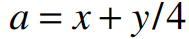 a = x + y/4